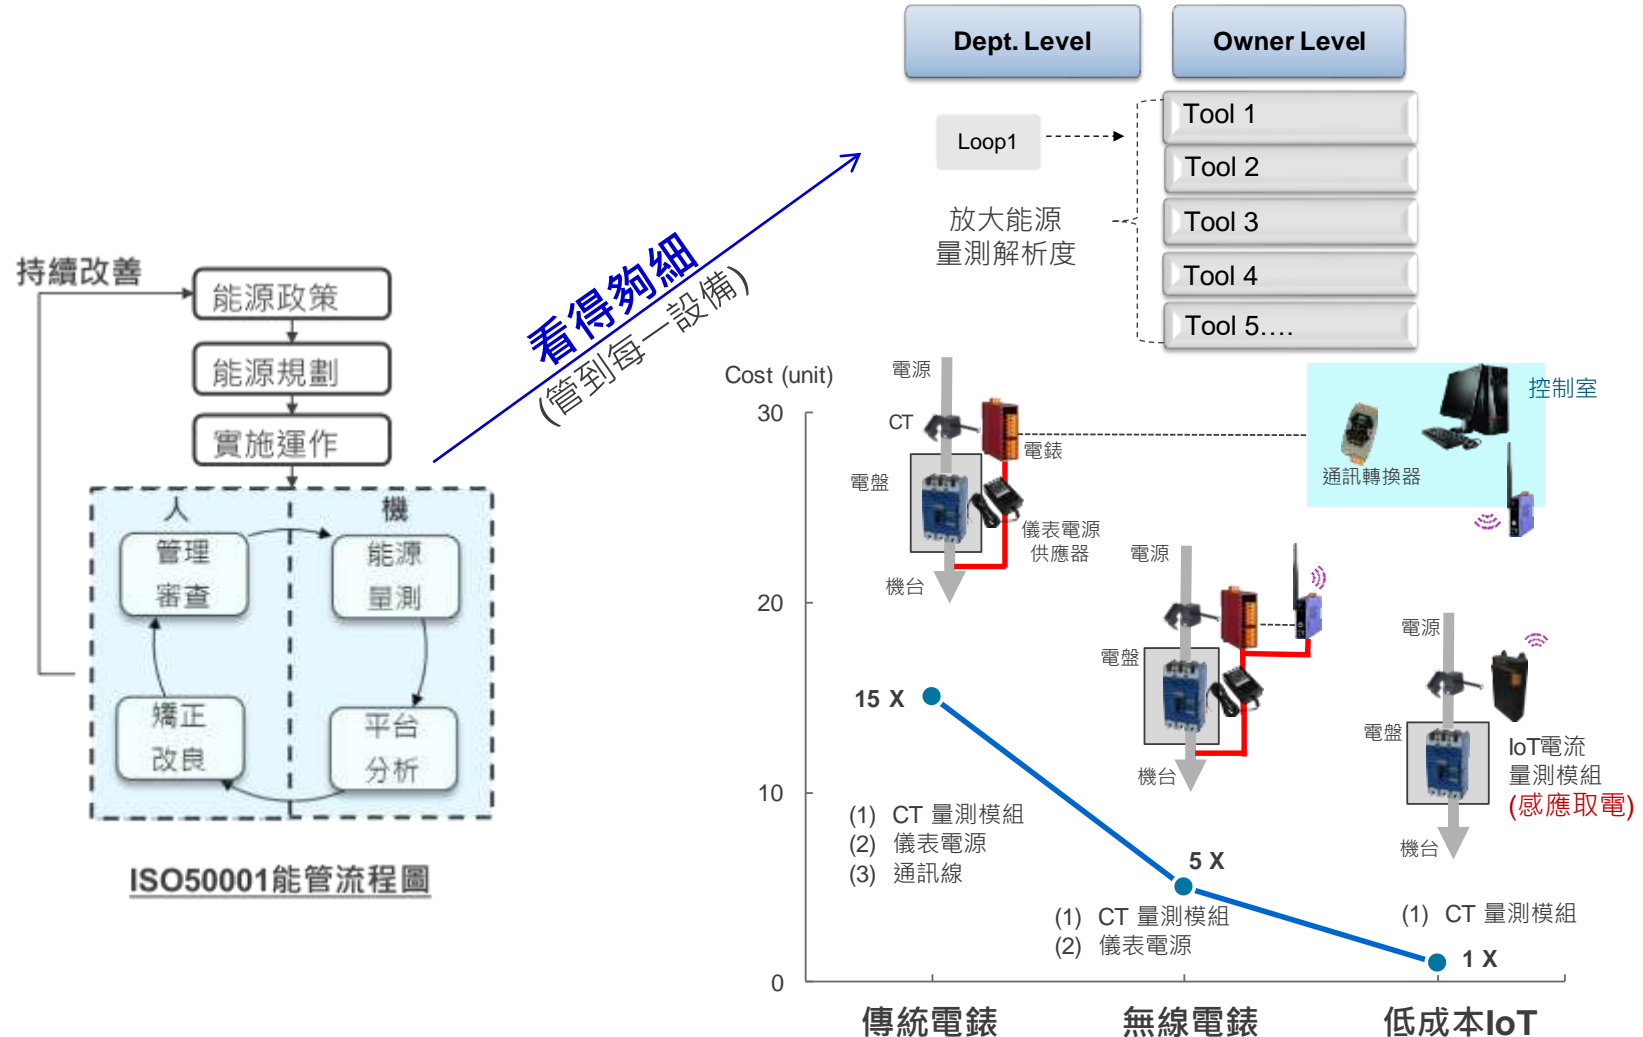 Dept. Level
Owner Level
Loop1
放大能源
量測解析度
Tool 1
Tool 2
Tool 3
Tool 4
Tool 5....
看得夠細
(管到每一設備)
持續改善
能源政策
能源規劃
實施運作
人
機
管理
審查
能源
量測
矯正
改良
平台
分析
ISO50001能管流程圖
Cost (unit)
30
20
10
0
電源
CT
電錶
電盤
儀表電源
供應器
機台
控制室
通訊轉換器
電源
電盤
機台
電源
電盤
IoT電流
量測模組
(感應取電)
機台
15 X
(1) CT 量測模組
(2) 儀表電源
(3) 通訊線
5 X
(1) CT 量測模組
(2) 儀表電源
(1) CT 量測模組
1 X
傳統電錶
無線電錶
低成本IoT